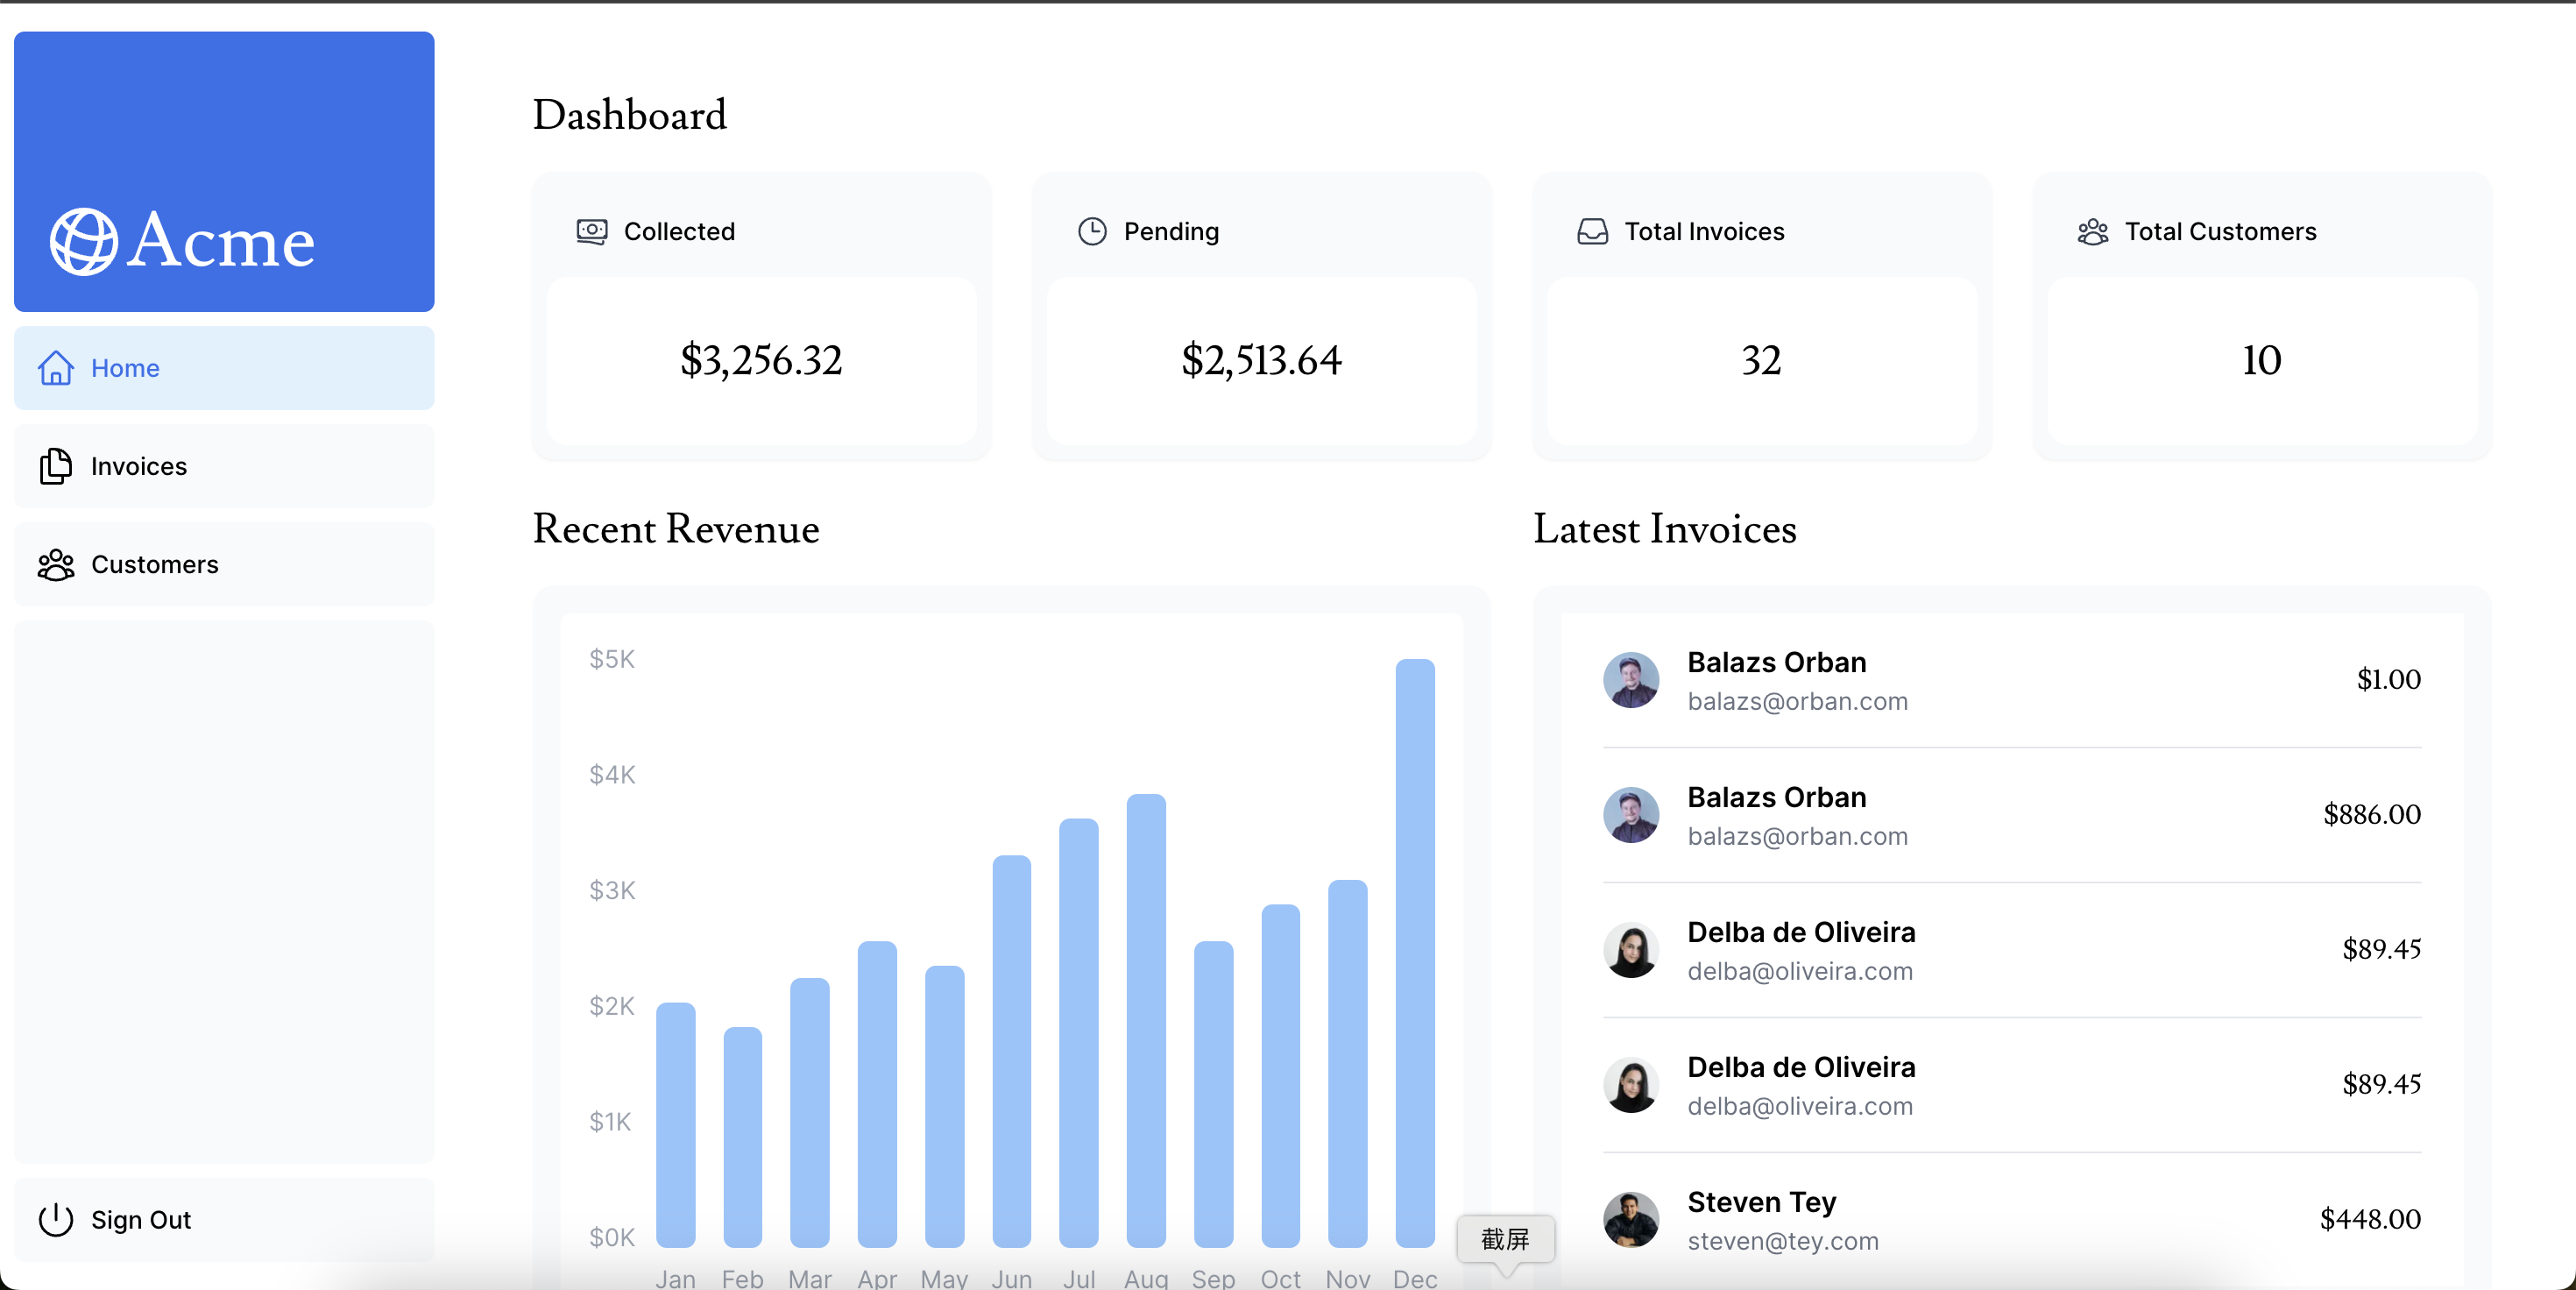 Acme
Home
Invoices
Customers
Sign Out
Dashboard
Collected
$3,256.32
Pending
$2,513.64
Total Invoices
32
Total Customers
10
Recent Revenue
$5K
$4K
$3K
$2K
$1K
$0K
Jan Feb Mar Apr May Jun Jul Aug Sep Oct Nov Dec
Latest Invoices
Balazs Orban
balazs@orban.com
$1.00
Balazs Orban
balazs@orban.com
$886.00
Delba de Oliveira
delba@oliveira.com
$89.45
Delba de Oliveira
delba@oliveira.com
$89.45
Steven Tey
steven@tey.com
$448.00
截屏